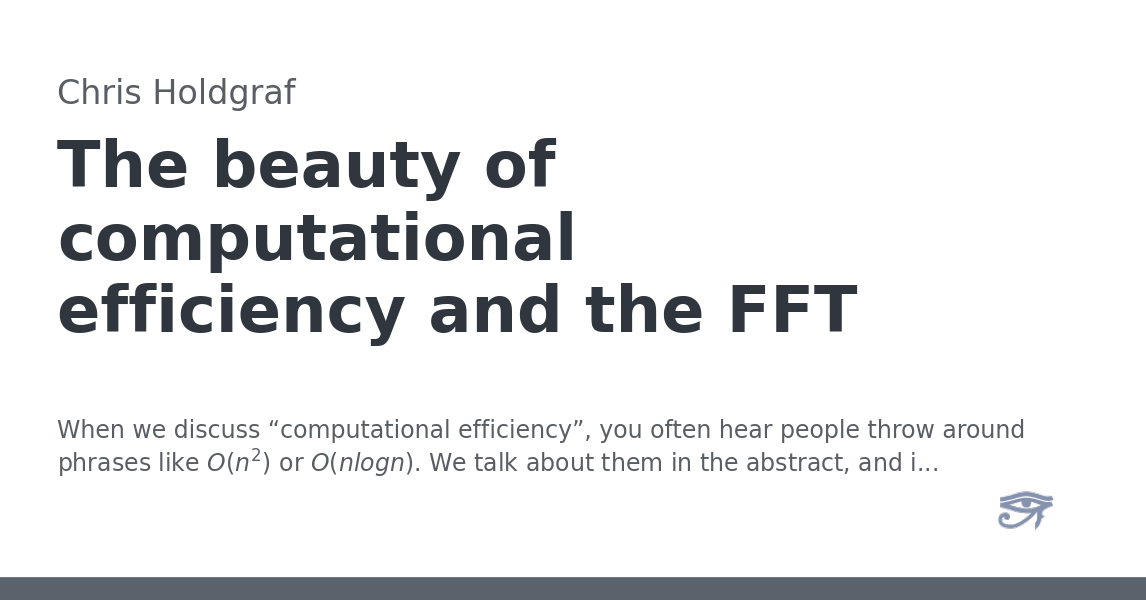 Chris Holdgraf
The beauty of
computational
efficiency and the FFT
When we discuss “computational efficiency”, you often hear people throw around
phrases like O(n²) or O(nlogn). We talk about them in the abstract, and i...